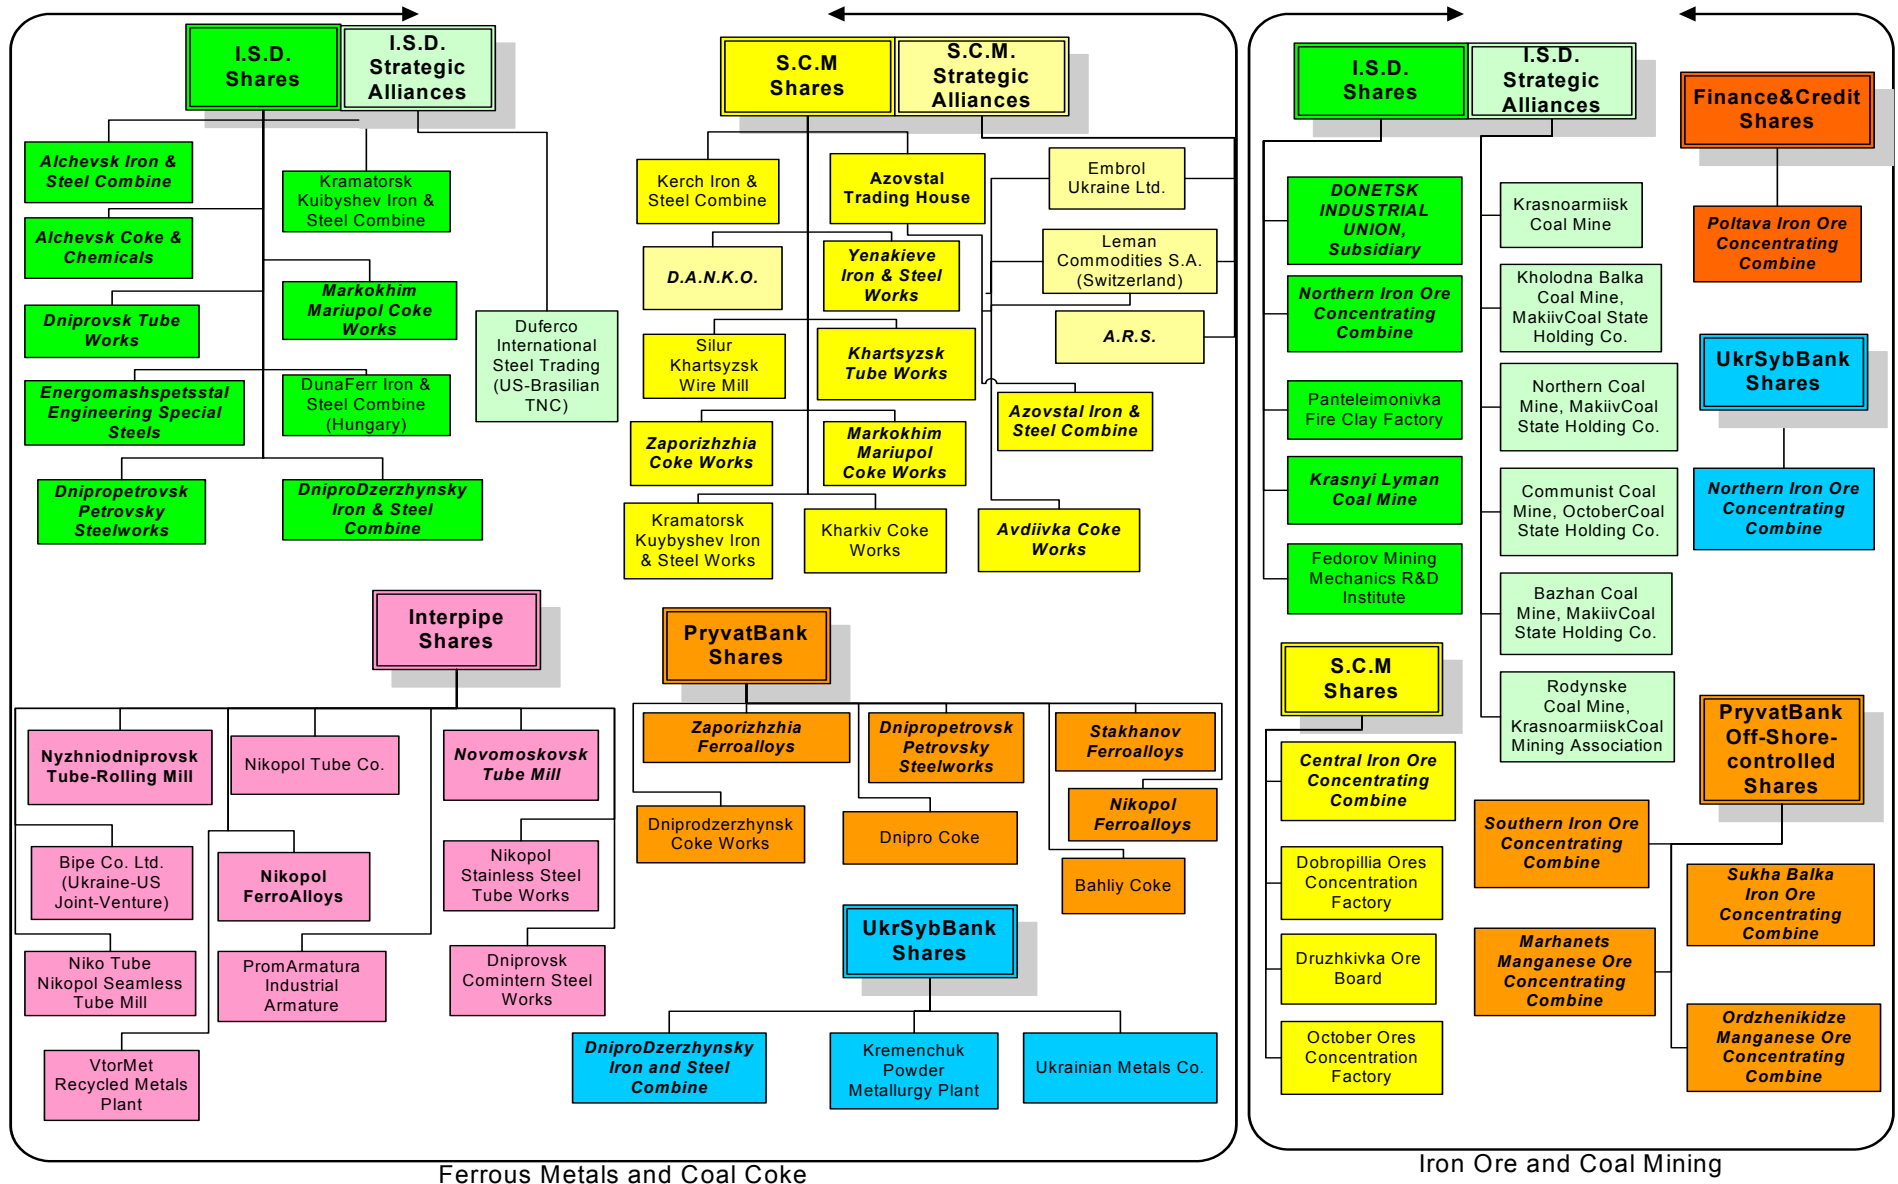 I.S.D.
Shares
I.S.D.
Strategic
Alliances
Alchevsk Iron &
Steel Combine
Kramatorsk
Kuibyshev Iron &
Steel Combine
Alchevsk Coke &
Chemicals
Markokhim
Mariupol Coke
Works
Dniprovsk Tube
Works
Energomashspetsstal
Engineering Special
Steels
DunaFerr Iron &
Steel Combine
(Hungary)
Dnipropetrovsk
Petrovsky
Steelworks
DniproDzerzhynsky
Iron & Steel
Combine
Duferco
International
Steel Trading
(US-Brasilian
TNC)
S.C.M
Shares
S.C.M.
Strategic
Alliances
Kerch Iron &
Steel Combine
Azovstal
Trading House
Embrol
Ukraine Ltd.
D.A.N.K.O.
Yenakieve
Iron & Steel
Works
Leman
Commodities S.A.
(Switzerland)
Silur
Khartsyzsk
Wire Mill
Khartsyzsk
Tube Works
A.R.S.
Zaporizhzhia
Coke Works
Markokhim
Mariupol
Coke Works
Azovstal Iron &
Steel Combine
Kramatorsk
Kuybyshev Iron
& Steel Works
Kharkiv Coke
Works
Avdiivka Coke
Works
Interpipe
Shares
Nyzhniodniprovsk
Tube-Rolling Mill
Nikopol Tube Co.
Novomoskovsk
Tube Mill
Bipe Co. Ltd.
(Ukraine-US
Joint-Venture)
Nikopol
FerroAlloys
Nikopol
Stainless Steel
Tube Works
Niko Tube
Nikopol Seamless
Tube Mill
PromArmatura
Industrial
Armature
Dniprovsk
Comintern Steel
Works
VtorMet
Recycled Metals
Plant
PryvatBank
Shares
Zaporizhzhia
Ferroalloys
Dnipropetrovsk
Petrovsky
Steelworks
Stakhanov
Ferroalloys
Dniprodzerzhynsk
Coke Works
Dnipro Coke
Nikopol
Ferroalloys
Bahliy Coke
UkrSybBank
Shares
DniproDzerzhynsky
Iron and Steel
Combine
Kremenchuk
Powder
Metallurgy Plant
Ukrainian Metals Co.
Ferrous Metals and Coal Coke
I.S.D.
Shares
I.S.D.
Strategic
Alliances
DONETSK
INDUSTRIAL
UNION,
Subsidiary
Northern Iron Ore
Concentrating
Combine
Panteleimonivka
Fire Clay Factory
Krasnyi Lyman
Coal Mine
Fedorov Mining
Mechanics R&D
Institute
Krasnoarmiisk
Coal Mine
Kholodna Balka
Coal Mine,
MakiivCoal State
Holding Co.
Northern Coal
Mine, MakiivCoal
State Holding Co.
Communist Coal
Mine, OctoberCoal
State Holding Co.
Bazhan Coal
Mine, MakiivCoal
State Holding Co.
Rodynske
Coal Mine,
KrasnoarmiiskCoal
Mining Association
Finance&Credit
Shares
Poltava Iron Ore
Concentrating
Combine
UkrSybBank
Shares
Northern Iron Ore
Concentrating
Combine
S.C.M
Shares
Central Iron Ore
Concentrating
Combine
Dobropillia Ores
Concentration
Factory
Druzhkivka Ore
Board
October Ores
Concentration
Factory
PryvatBank
Off-Shore-
controlled
Shares
Southern Iron Ore
Concentrating
Combine
Sukha Balka
Iron Ore
Concentrating
Combine
Marhanets
Manganese Ore
Concentrating
Combine
Ordzhenikidze
Manganese Ore
Concentrating
Combine
Iron Ore and Coal Mining